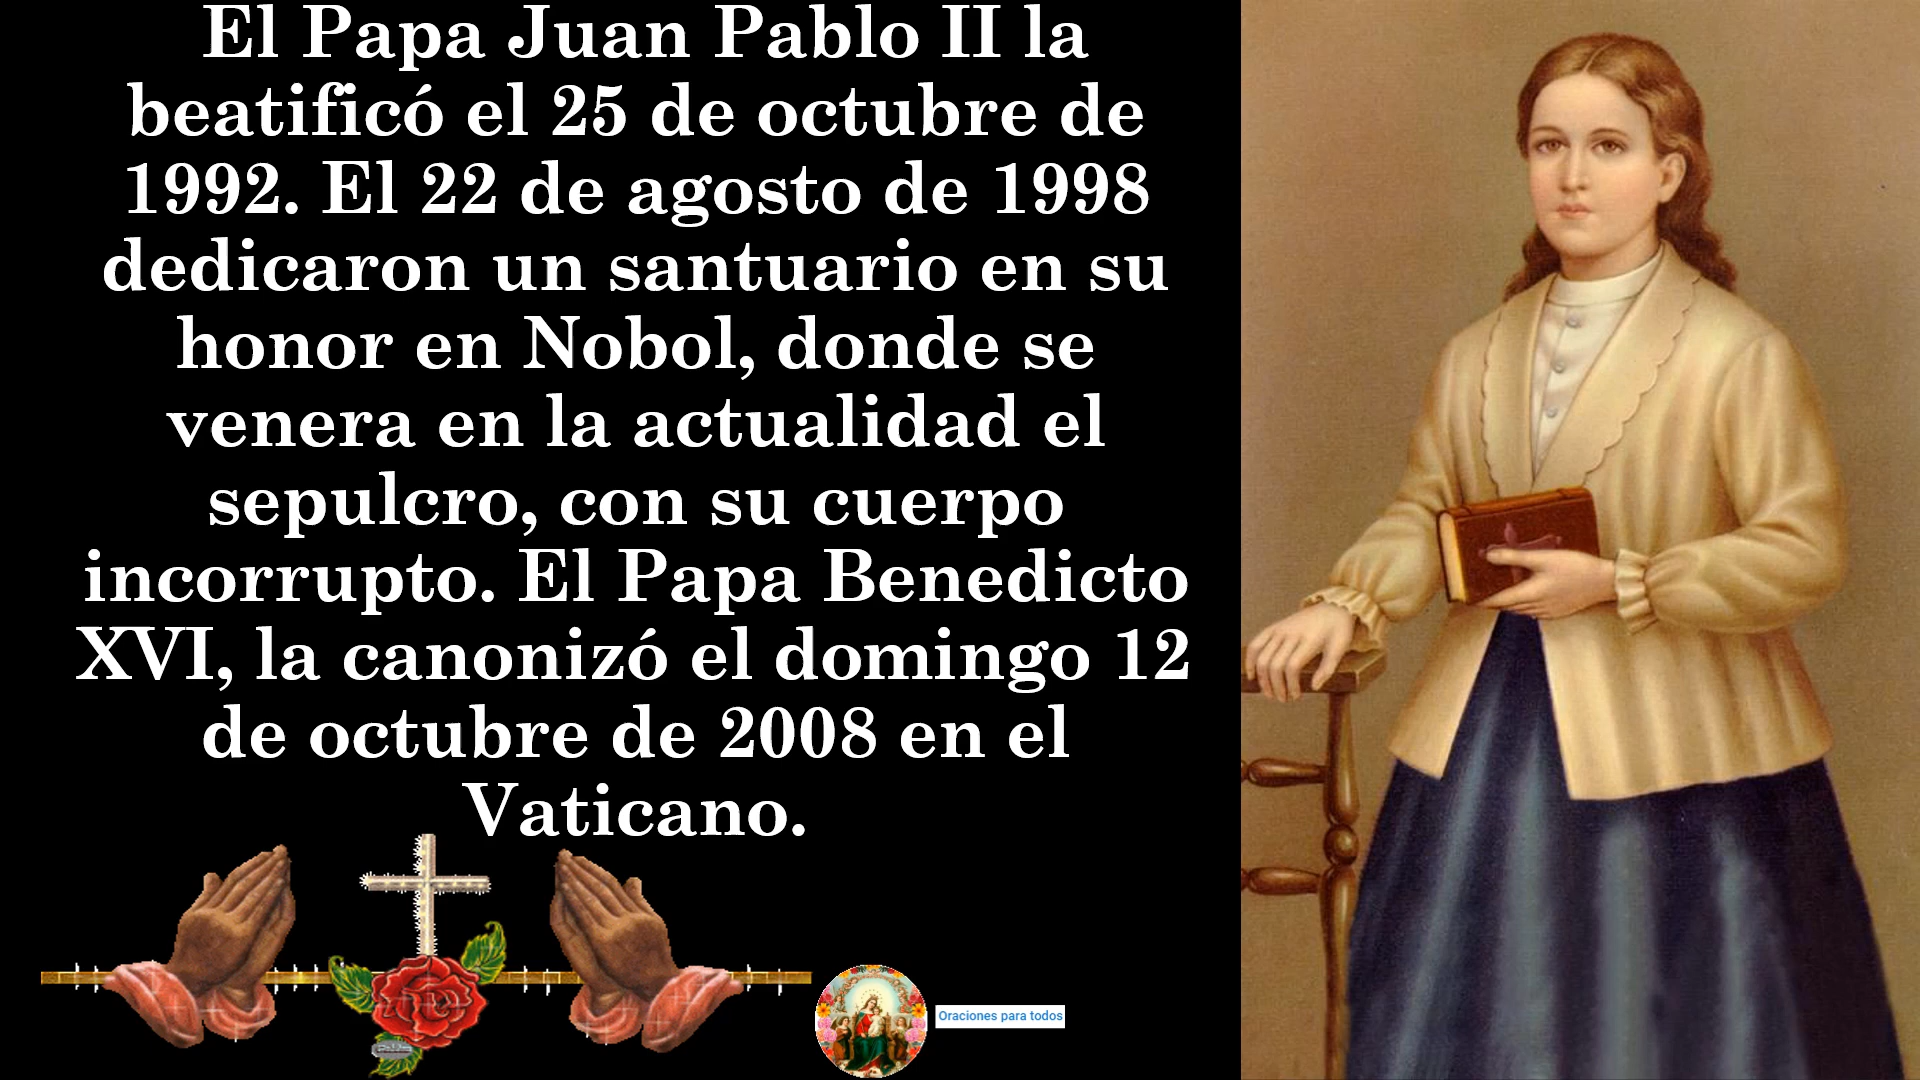 El Papa Juan Pablo II la
beatificó el 25 de octubre de
1992. El 22 de agosto de 1998
dedicaron un santuario en su
honor en Nobol, donde se
venera en la actualidad el
sepulcro, con su cuerpo
incorrupto. El Papa Benedicto
XVI, la canonizó el domingo 12
de octubre de 2008 en el
Vaticano.
Oraciones para todos